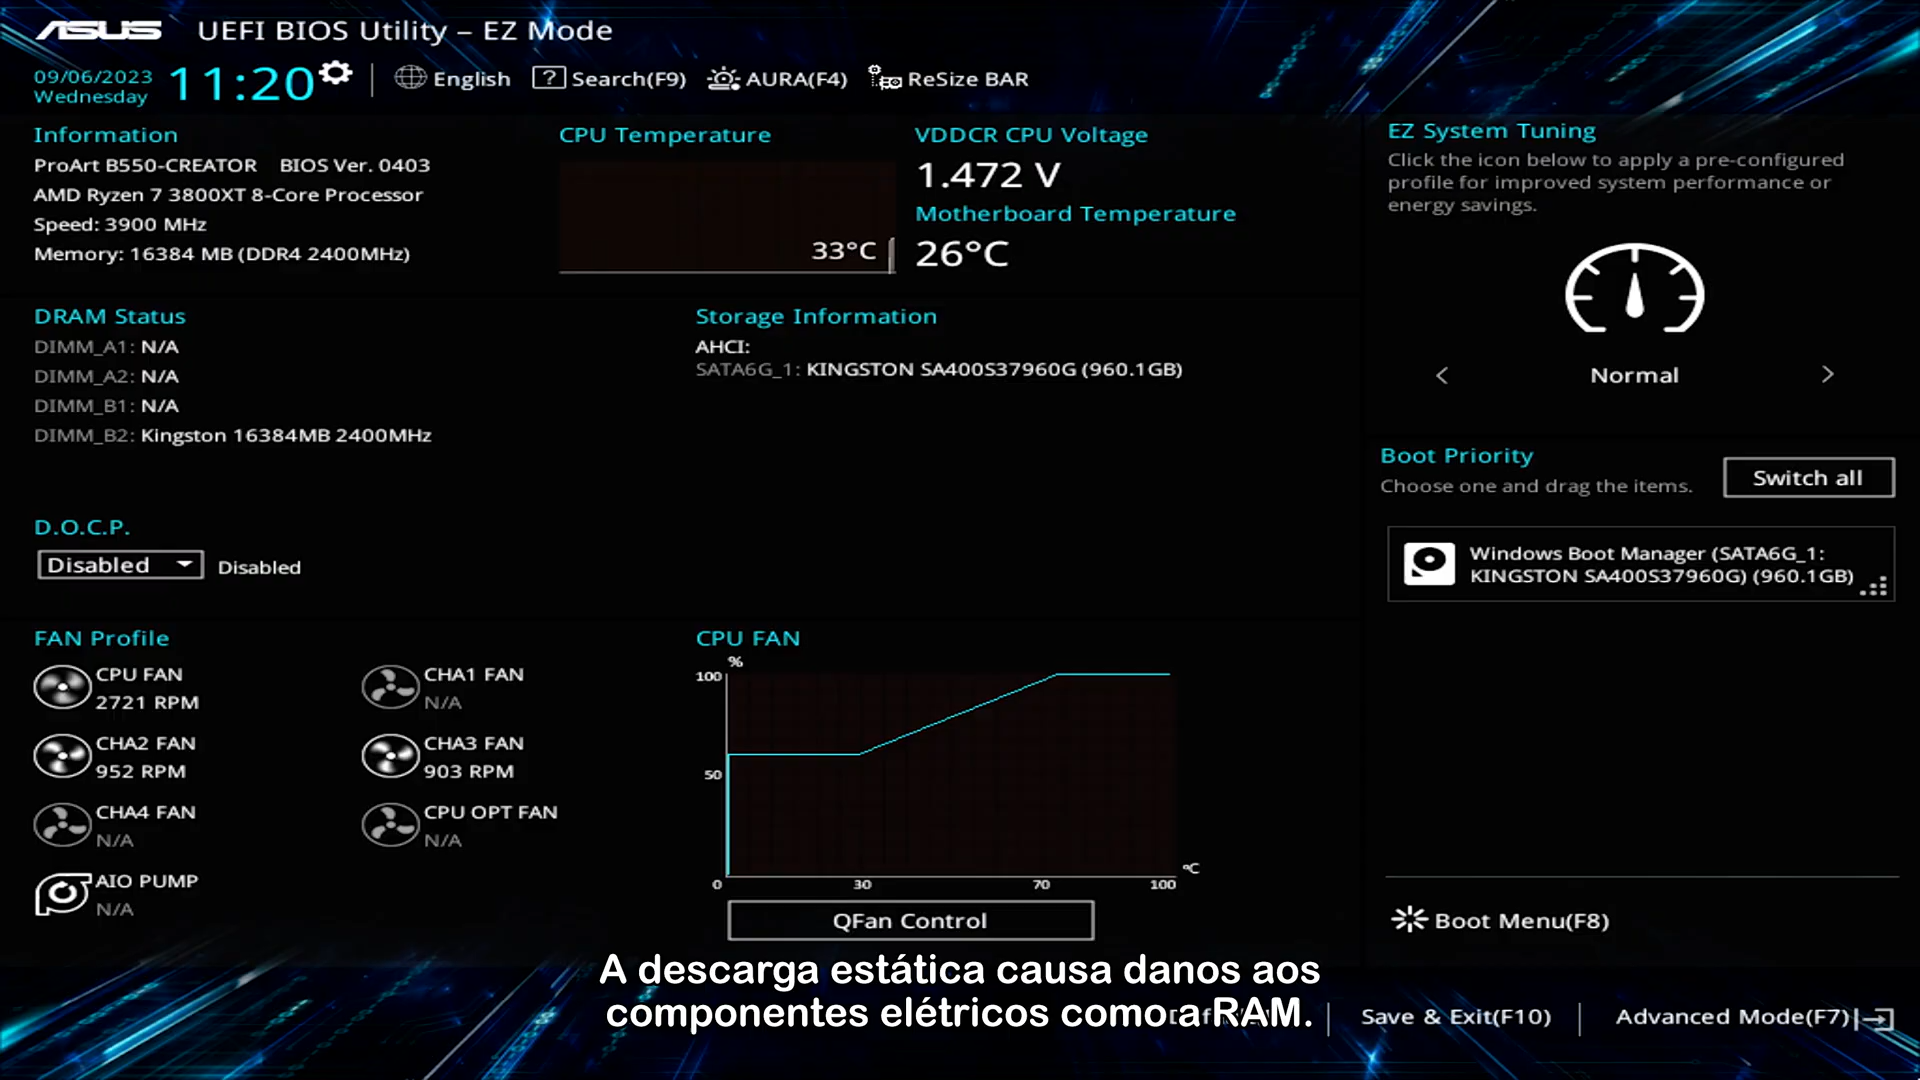 ASUS UEFI BIOS Utility – EZ Mode
09/06/2023
Wednesday
11:20
English
? Search(F9)
AURA(F4)
ReSize BAR
Information
ProArt B550-CREATOR BIOS Ver. 0403
AMD Ryzen 7 3800XT 8-Core Processor
Speed: 3900 MHz
Memory: 16384 MB (DDR4 2400MHz)
CPU Temperature
33°C
VDDCR CPU Voltage
1.472 V
Motherboard Temperature
26°C
EZ System Tuning
Click the icon below to apply a pre-configured
profile for improved system performance or
energy savings.
Normal
DRAM Status
DIMM_A1: N/A
DIMM_A2: N/A
DIMM_B1: N/A
DIMM_B2: Kingston 16384MB 2400MHz
Storage Information
AHCI:
SATA6G_1: KINGSTON SA400S37960G (960.1GB)
Boot Priority
Choose one and drag the items.
Switch all
Windows Boot Manager (SATA6G_1:
KINGSTON SA400S37960G) (960.1GB)
D.O.C.P.
Disabled
Disabled
FAN Profile
CPU FAN
2721 RPM
CHA1 FAN
N/A
CHA2 FAN
952 RPM
CHA3 FAN
903 RPM
CHA4 FAN
N/A
CPU OPT FAN
N/A
AIO PUMP
N/A
CPU FAN
%
100
50
0
30
70
100
°C
QFan Control
Boot Menu(F8)
A descarga estática causa danos aos
componentes elétricos como a RAM.
Save & Exit(F10)
Advanced Mode(F7)